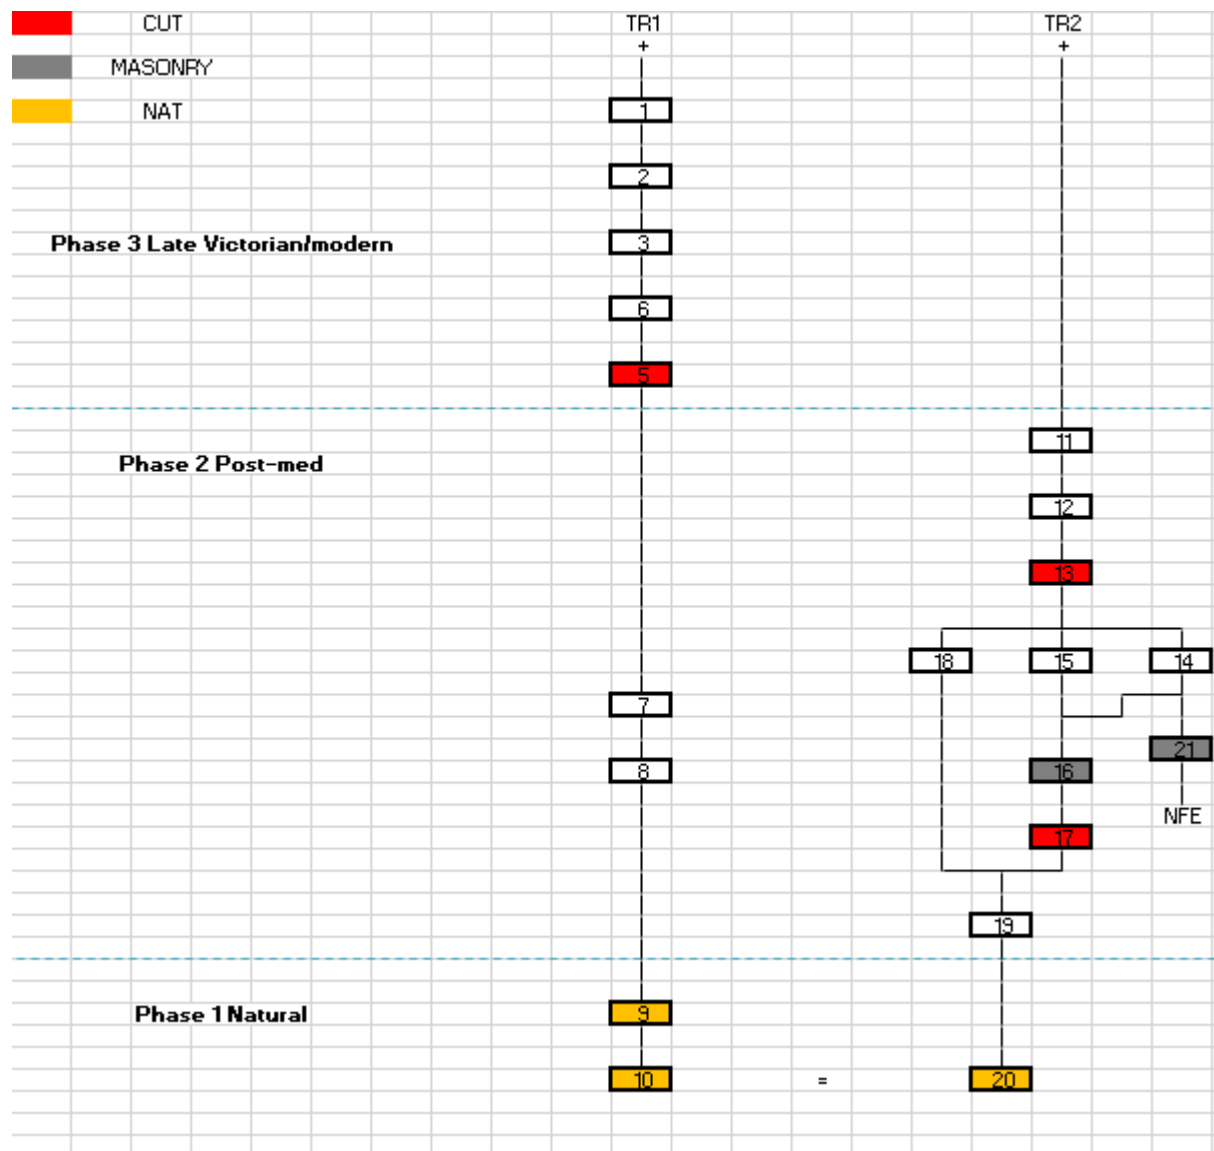 CUT TR1 TR2
+ +
MASONRY
NAT 1
2
Phase 3 Late Victorian/modern 3
6
5
11
Phase 2 Post-med
12
13
18 15 14
7
21
8 16
NFE
17
19
Phase 1 Natural 9
10 = 20